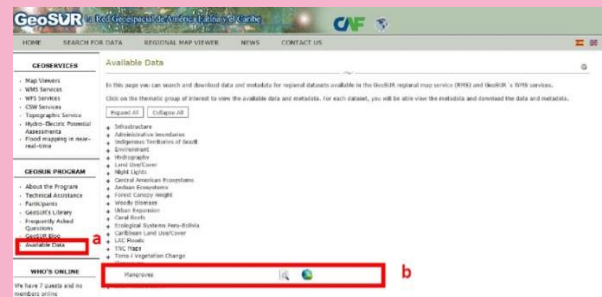 GeoSUR La Red Geoespacial de América Latina y el Caribe
CAF
HOME SEARCH FOR DATA REGIONAL MAP VIEWER NEWS CONTACT US
GEOSERVICES
Map Viewers
WMS Services
WFS Services
CSW Services
Topographic Service
Hydro-Electric Potential
Assessments
Flood mapping in near-
real-time
GEOSUR PROGRAM
About the Program
Technical Assistance
Participants
GeoSUR's Library
Frequently Asked
Questions
GeoSUR Blog
Available Data
a
WHO'S ONLINE
We have 7 guests and no
members online
Available Data
In this page you can search and download data and metadata for regional datasets available in the GeoSUR regional map service (RMS) and GeoSUR's WMS services.
Click on the thematic group of interest to view the available data and metadata. For each dataset, you will be able view the metadata and download the data and metadata.
Expand All Collapse All
Infrastructure
Administrative boundaries
Indigenous Territories of Brazil
Environment
Hydrography
Land Use/Cover
Night Lights
Central American Ecosystems
Andean Ecosystems
Forest Canopy Height
Woody Biomass
Urban Expansion
Coral Reefs
Ecological Systems Peru-Bolivia
Caribbean Land Use/Cover
LAC Floods
TNC Maps
Terra-i Vegetation Change
Mangroves
b